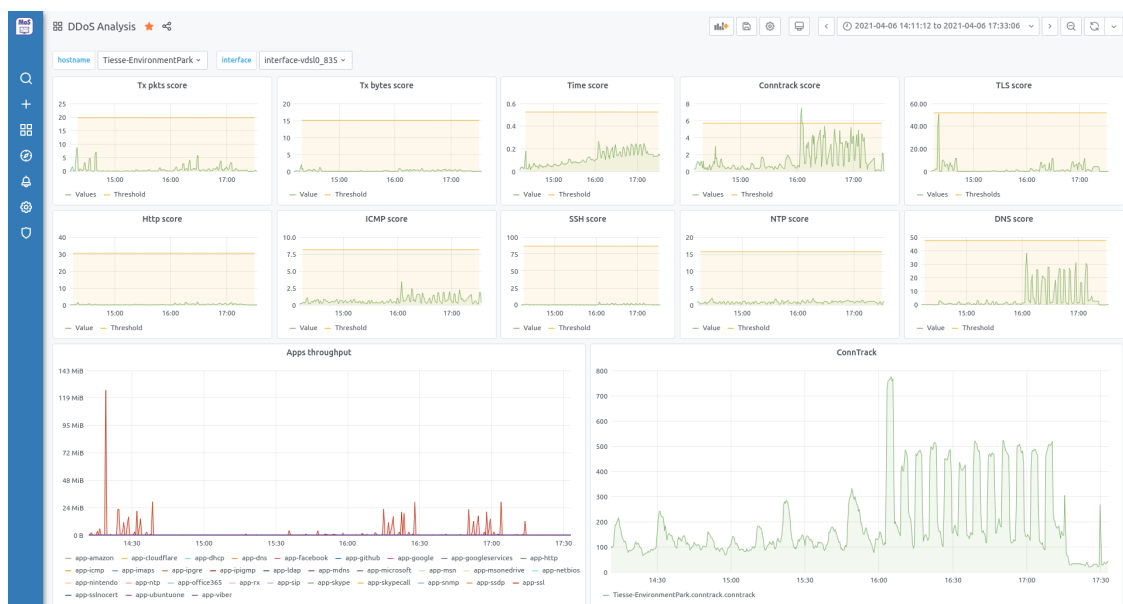 MoS
DDoS Analysis
2021-04-06 14:11:12 to 2021-04-06 17:33:06
hostname Tiesse-EnvironmentPark interface interface-vdsl0_835
Tx pkts score
25
20
15
10
5
0
15:00 16:00 17:00
Values Threshold
Tx bytes score
20
15
10
5
0
15:00 16:00 17:00
Value Threshold
Time score
0.6
0.4
0.2
0
15:00 16:00 17:00
Value Threshold
Conntrack score
8
6
4
2
0
15:00 16:00 17:00
Values Threshold
TLS score
60.00
40.00
20.00
0
15:00 16:00 17:00
Values Thresholds
Http score
40
30
20
10
0
15:00 16:00 17:00
Value Threshold
ICMP score
10.0
7.5
5.0
2.5
0
15:00 16:00 17:00
Value Threshold
SSH score
100
75
50
25
0
15:00 16:00 17:00
Value Threshold
NTP score
20
15
10
5
0
15:00 16:00 17:00
Value Threshold
DNS score
50
40
30
20
10
0
15:00 16:00 17:00
Value Threshold
Apps throughput
143 MiB
119 MiB
95 MiB
72 MiB
48 MiB
24 MiB
0 B
14:30 15:00 15:30 16:00 16:30 17:00 17:30
app-amazon app-cloudflare app-dhcp app-dns app-facebook app-github app-google app-googleservices app-http
app-icmp app-imaps app-ipgre app-ipigmp app-ldap app-mdns app-microsoft app-msn app-msonedrive app-netbios
app-nintendo app-ntp app-office365 app-rx app-sip app-skype app-skypecall app-snmp app-ssdp app-ssl
app-sslnocert app-ubuntuone app-viber
ConnTrack
800
700
600
500
400
300
200
100
0
14:30 15:00 15:30 16:00 16:30 17:00 17:30
Tiesse-EnvironmentPark.conntrack.conntrack